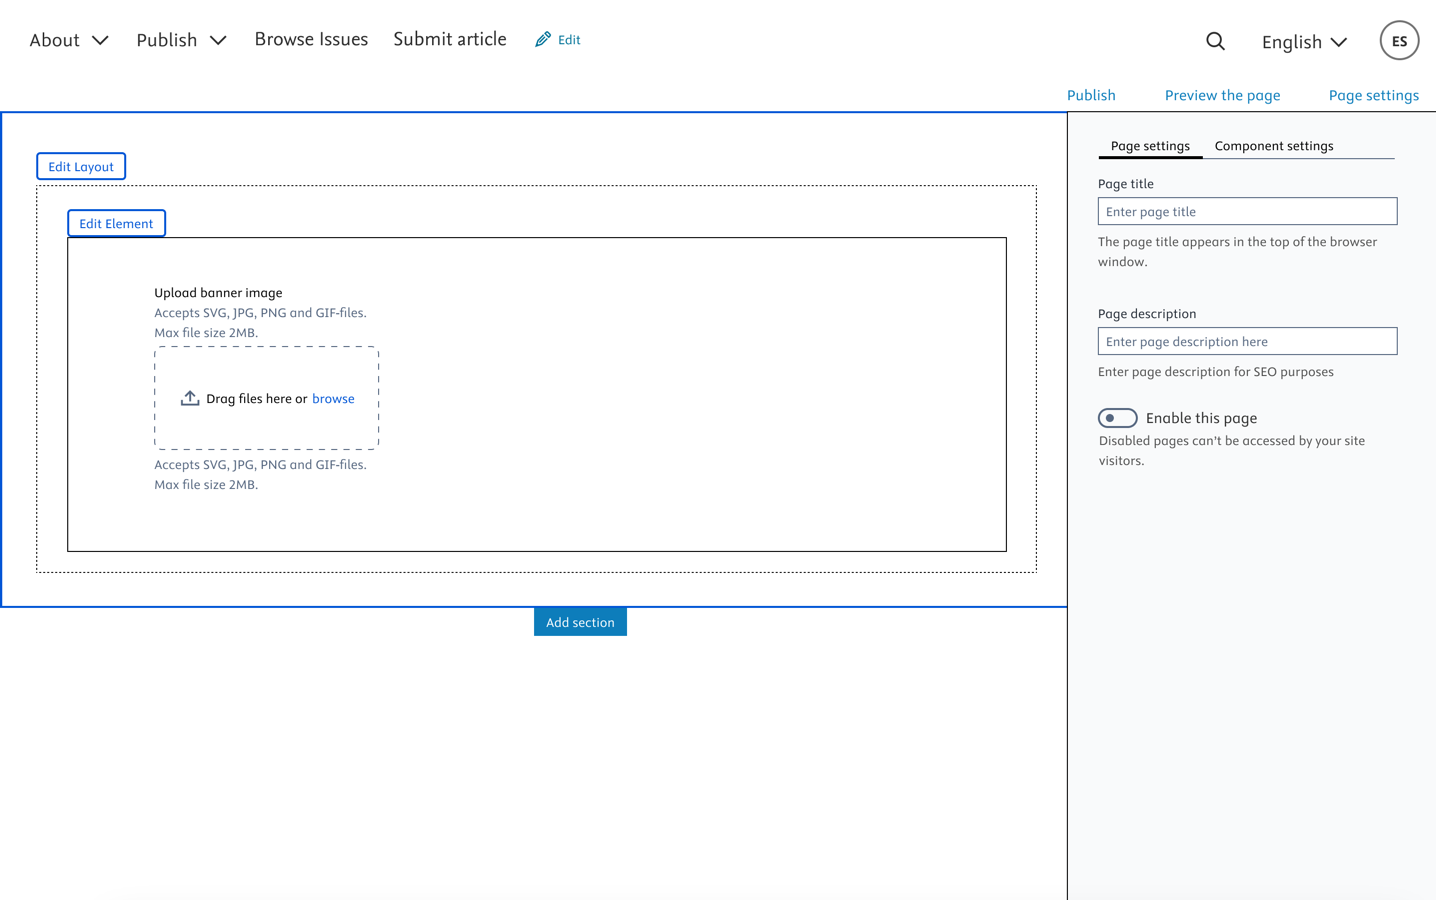 About
Publish
Browse Issues
Submit article
Edit
English
ES
Publish
Preview the page
Page settings
Edit Layout
Edit Element
Upload banner image
Accepts SVG, JPG, PNG and GIF-files.
Max file size 2MB.
Drag files here or browse
Accepts SVG, JPG, PNG and GIF-files.
Max file size 2MB.
Add section
Page settings
Component settings
Page title
Enter page title
The page title appears in the top of the browser
window.
Page description
Enter page description here
Enter page description for SEO purposes
Enable this page
Disabled pages can't be accessed by your site
visitors.